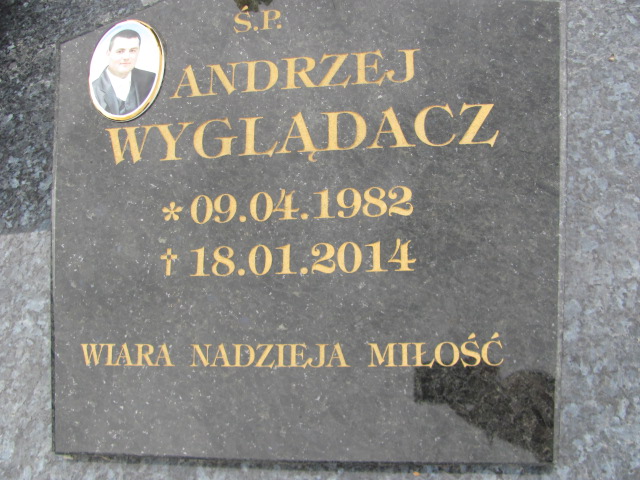 Ś.P.
ANDRZEJ
WYGLĄDACZ
* 09.04.1982
† 18.01.2014
WIARA NADZIEJA MIŁOŚĆ